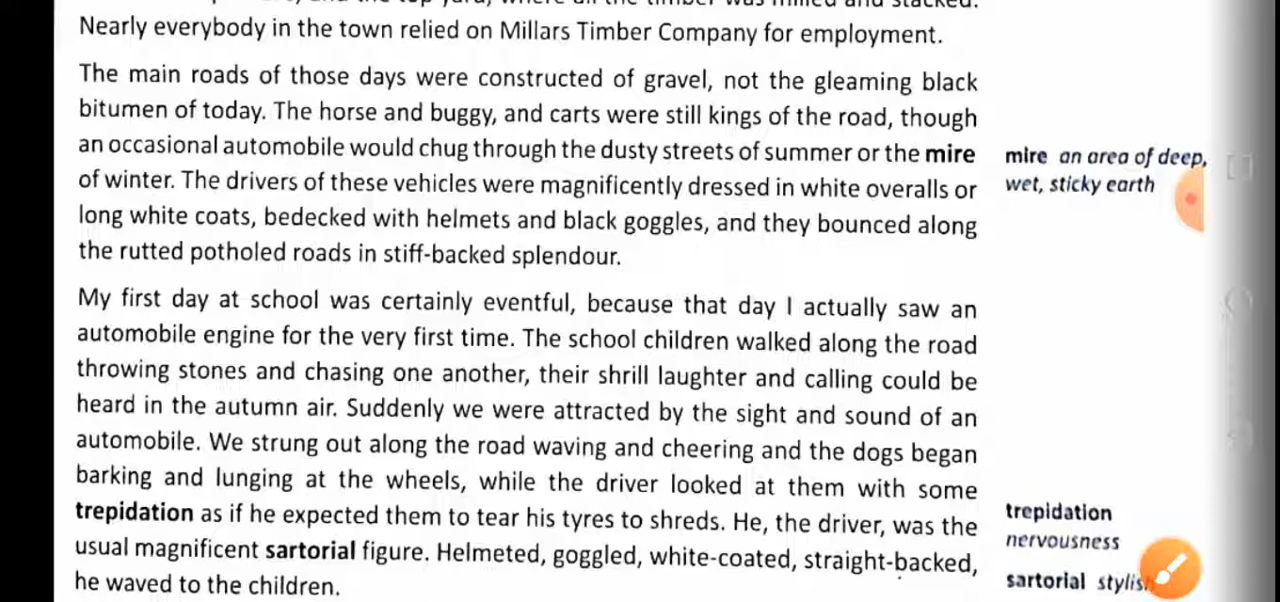 Nearly everybody in the town relied on Millars Timber Company for employment.
The main roads of those days were constructed of gravel, not the gleaming black
bitumen of today. The horse and buggy, and carts were still kings of the road, though
an occasional automobile would chug through the dusty streets of summer or the mire
of winter. The drivers of these vehicles were magnificently dressed in white overalls or
long white coats, bedecked with helmets and black goggles, and they bounced along
the rutted potholed roads in stiff-backed splendour.
My first day at school was certainly eventful, because that day I actually saw an
automobile engine for the very first time. The school children walked along the road
throwing stones and chasing one another, their shrill laughter and calling could be
heard in the autumn air. Suddenly we were attracted by the sight and sound of an
automobile. We strung out along the road waving and cheering and the dogs began
barking and lunging at the wheels, while the driver looked at them with some
trepidation as if he expected them to tear his tyres to shreds. He, the driver, was the
usual magnificent sartorial figure. Helmeted, goggled, white-coated, straight-backed,
he waved to the children.
mire an area of deep,
wet, sticky earth
trepidation
nervousness
sartorial